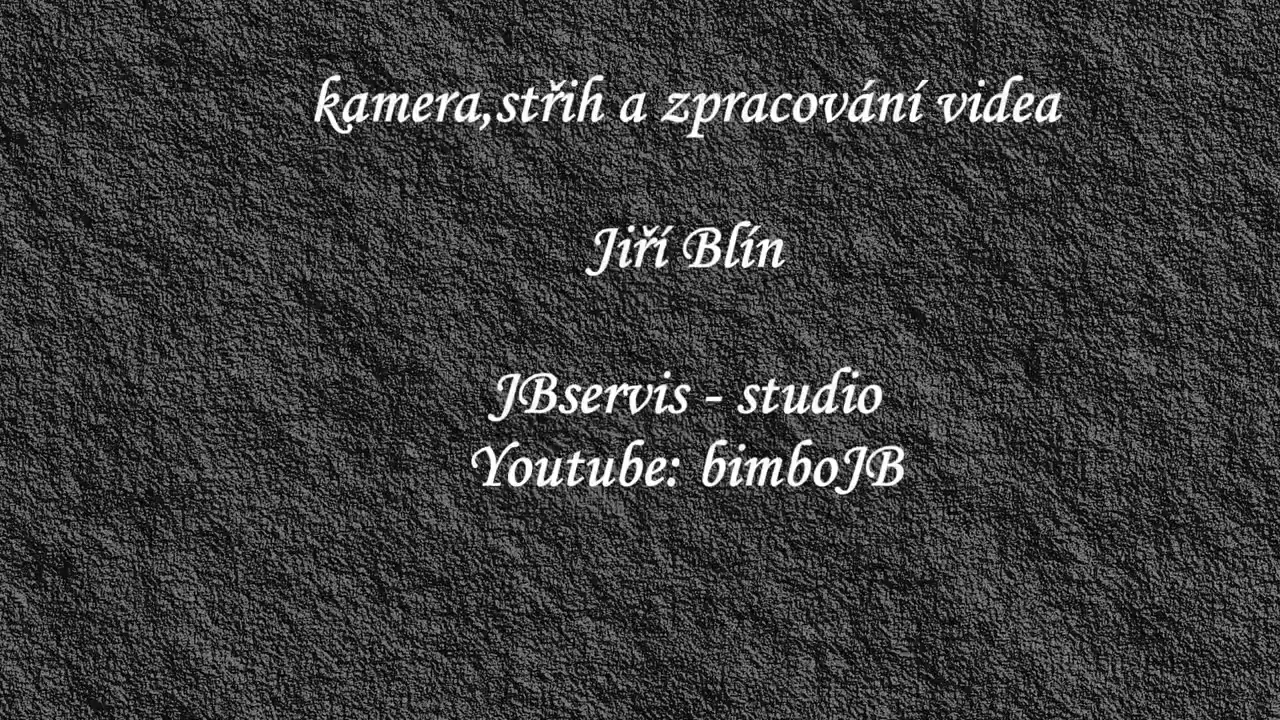 kamera,střih a zpracování videa
Jiří Blín
JBservis - studio
Youtube: bimboJB